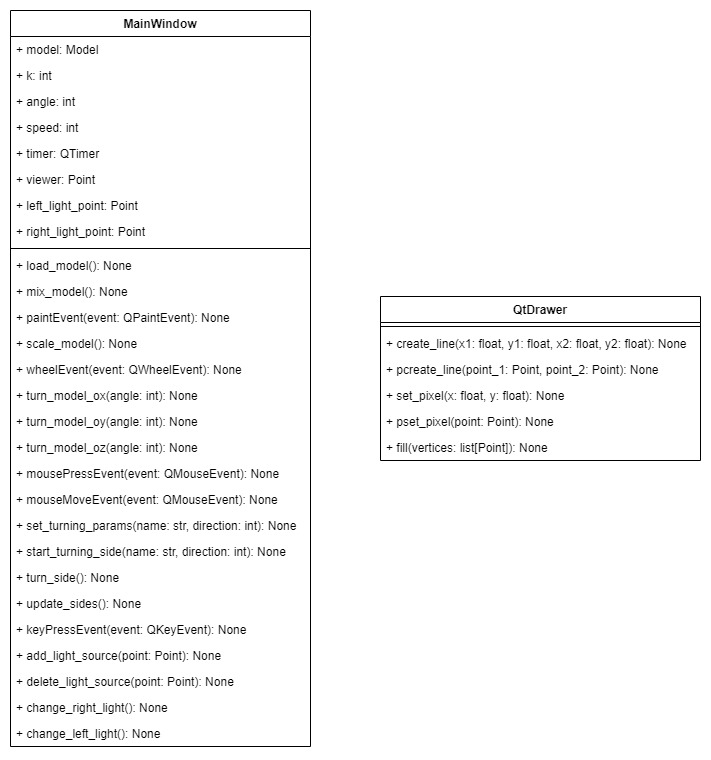 MainWindow
+ model: Model
+ k: int
+ angle: int
+ speed: int
+ timer: QTimer
+ viewer: Point
+ left_light_point: Point
+ right_light_point: Point
+ load_model(): None
+ mix_model(): None
+ paintEvent(event: QPaintEvent): None
+ scale_model(): None
+ wheelEvent(event: QWheelEvent): None
+ turn_model_ox(angle: int): None
+ turn_model_oy(angle: int): None
+ turn_model_oz(angle: int): None
+ mousePressEvent(event: QMouseEvent): None
+ mouseMoveEvent(event: QMouseEvent): None
+ set_turning_params(name: str, direction: int): None
+ start_turning_side(name: str, direction: int): None
+ turn_side(): None
+ update_sides(): None
+ keyPressEvent(event: QKeyEvent): None
+ add_light_source(point: Point): None
+ delete_light_source(point: Point): None
+ change_right_light(): None
+ change_left_light(): None
QtDrawer
+ create_line(x1: float, y1: float, x2: float, y2: float): None
+ pcreate_line(point_1: Point, point_2: Point): None
+ set_pixel(x: float, y: float): None
+ pset_pixel(point: Point): None
+ fill(vertices: list[Point]): None